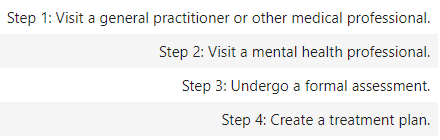 Step 1: Visit a general practitioner or other medical professional.
Step 2: Visit a mental health professional.
Step 3: Undergo a formal assessment.
Step 4: Create a treatment plan.